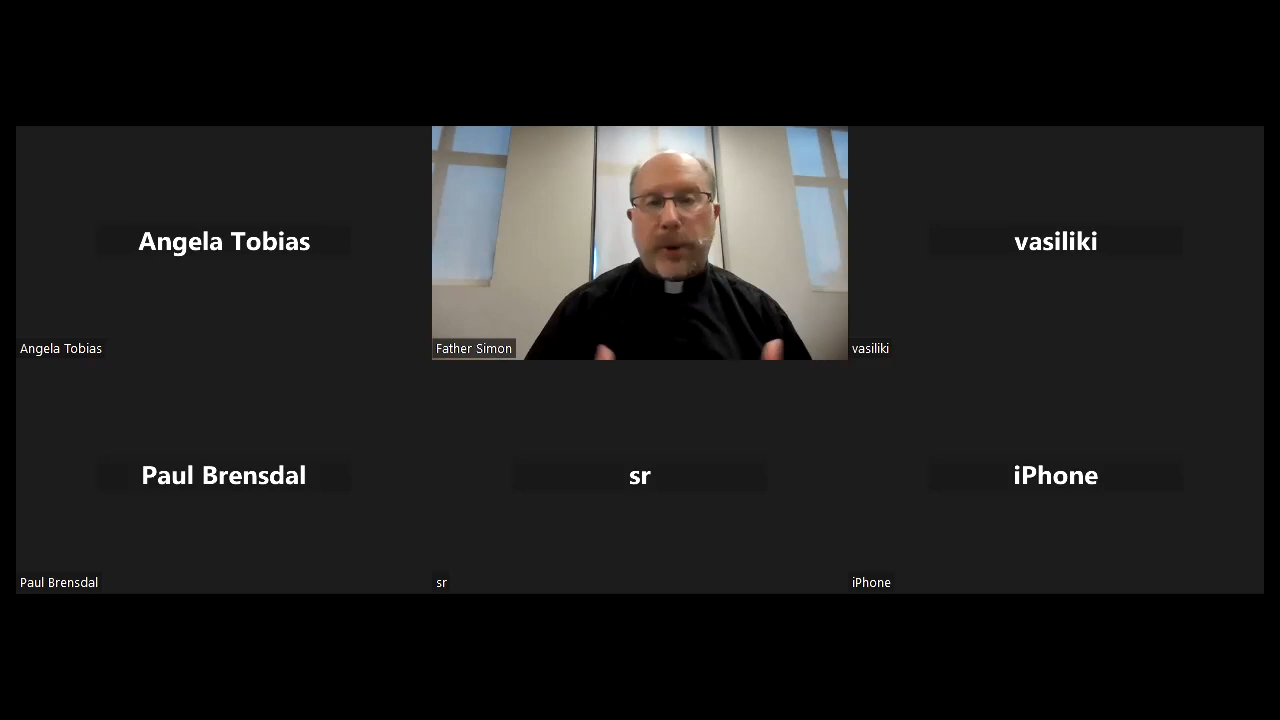 Angela Tobias
vasiliki
Angela Tobias
Father Simon
vasiliki
Paul Brensdal
sr
iPhone
Paul Brensdal
sr
iPhone